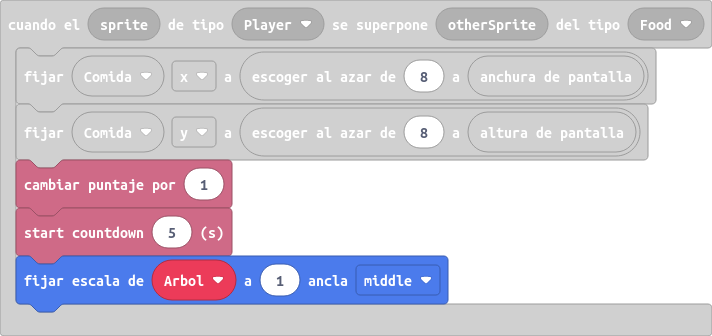 cuando el sprite de tipo Player se superpone otherSprite del tipo Food
fijar Comida x a escoger al azar de 8 a anchura de pantalla
fijar Comida y a escoger al azar de 8 a altura de pantalla
cambiar puntaje por 1
start countdown 5 (s)
fijar escala de Arbol a 1 ancla middle